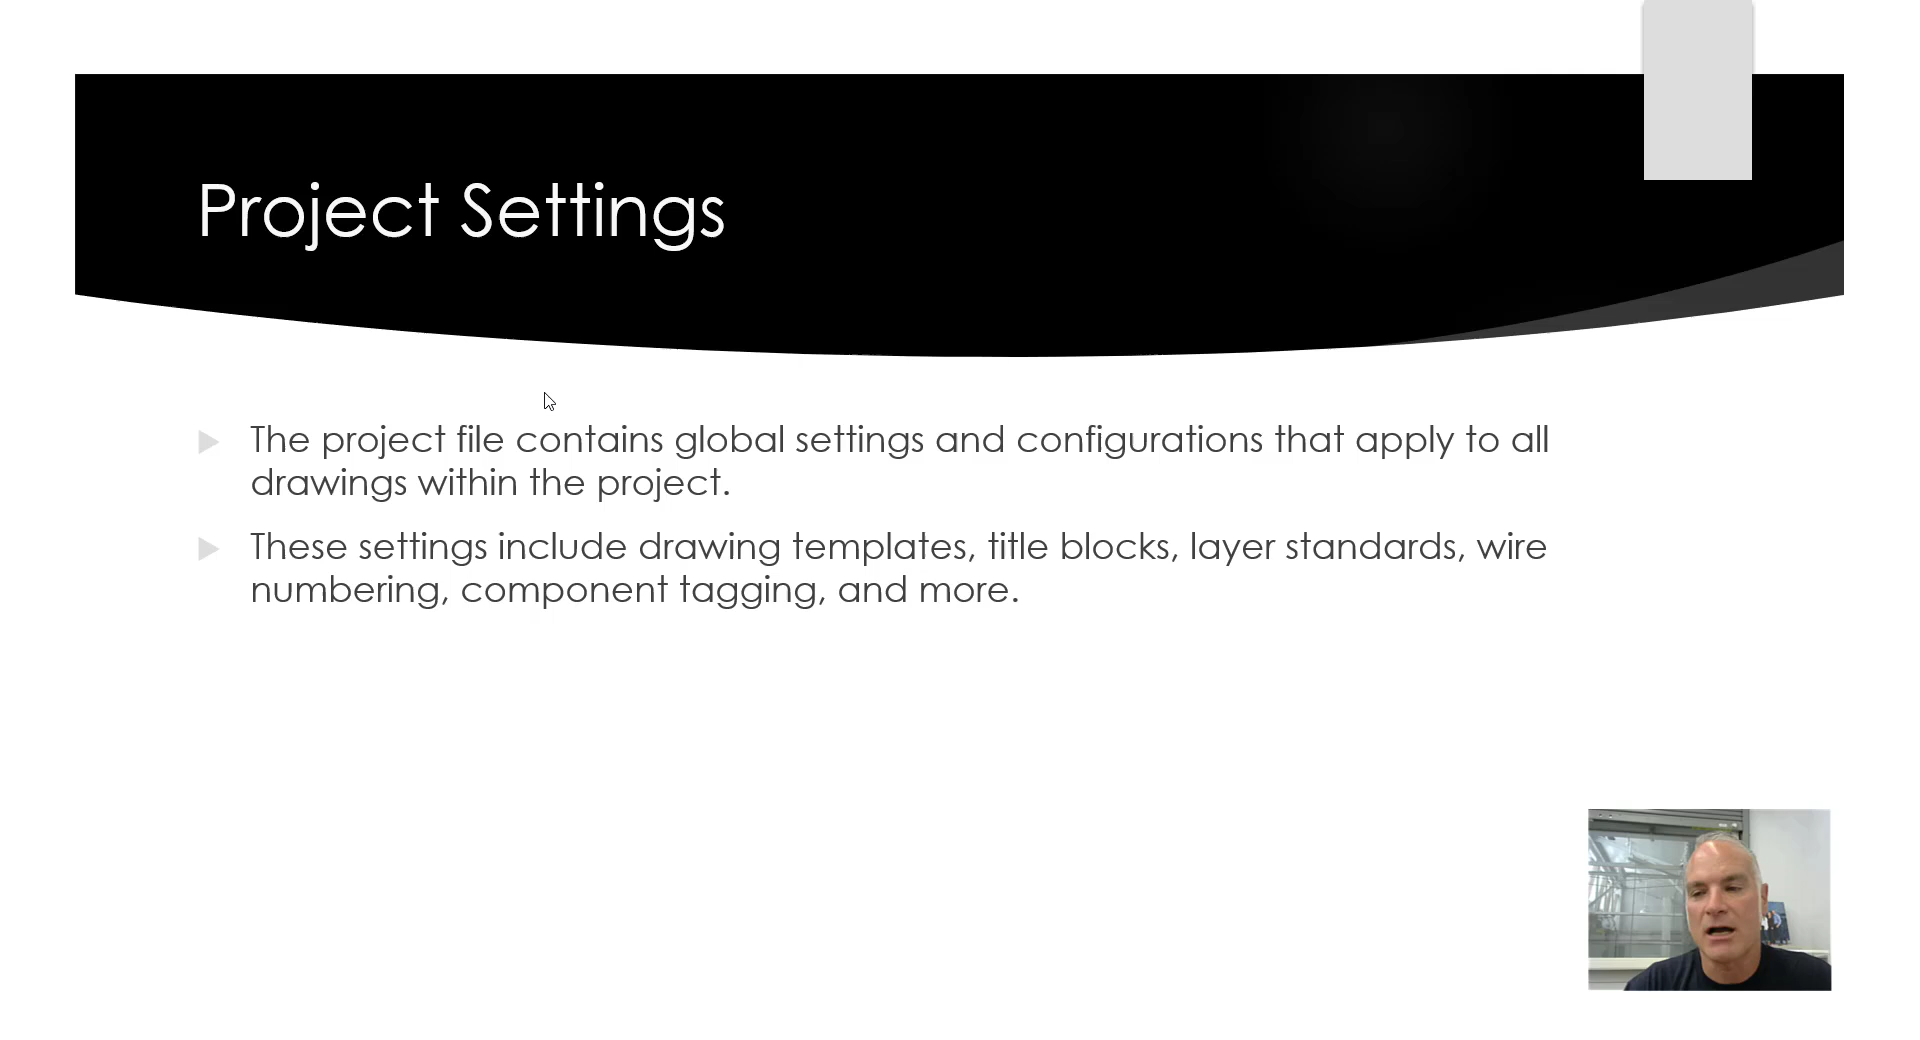 Project Settings
The project file contains global settings and configurations that apply to all
drawings within the project.
These settings include drawing templates, title blocks, layer standards, wire
numbering, component tagging, and more.